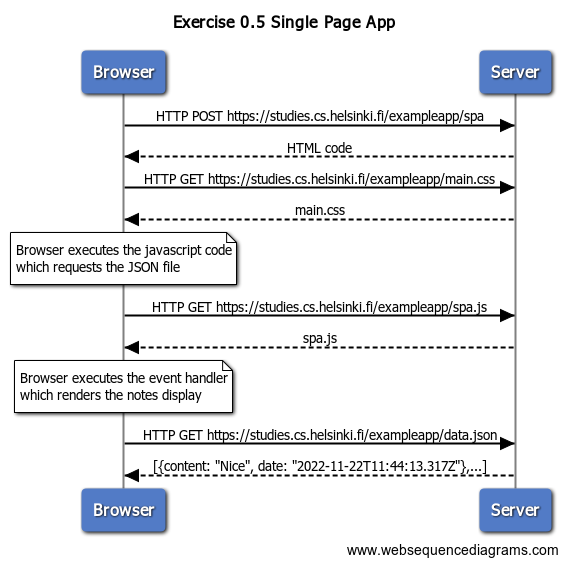 Exercise 0.5 Single Page App
Browser
Server
HTTP POST https://studies.cs.helsinki.fi/exampleapp/spa
HTML code
HTTP GET https://studies.cs.helsinki.fi/exampleapp/main.css
main.css
Browser executes the javascript code
which requests the JSON file
HTTP GET https://studies.cs.helsinki.fi/exampleapp/spa.js
spa.js
Browser executes the event handler
which renders the notes display
HTTP GET https://studies.cs.helsinki.fi/exampleapp/data.json
[{content: "Nice", date: "2022-11-22T11:44:13.317Z"},...]
Browser
Server
www.websequencediagrams.com